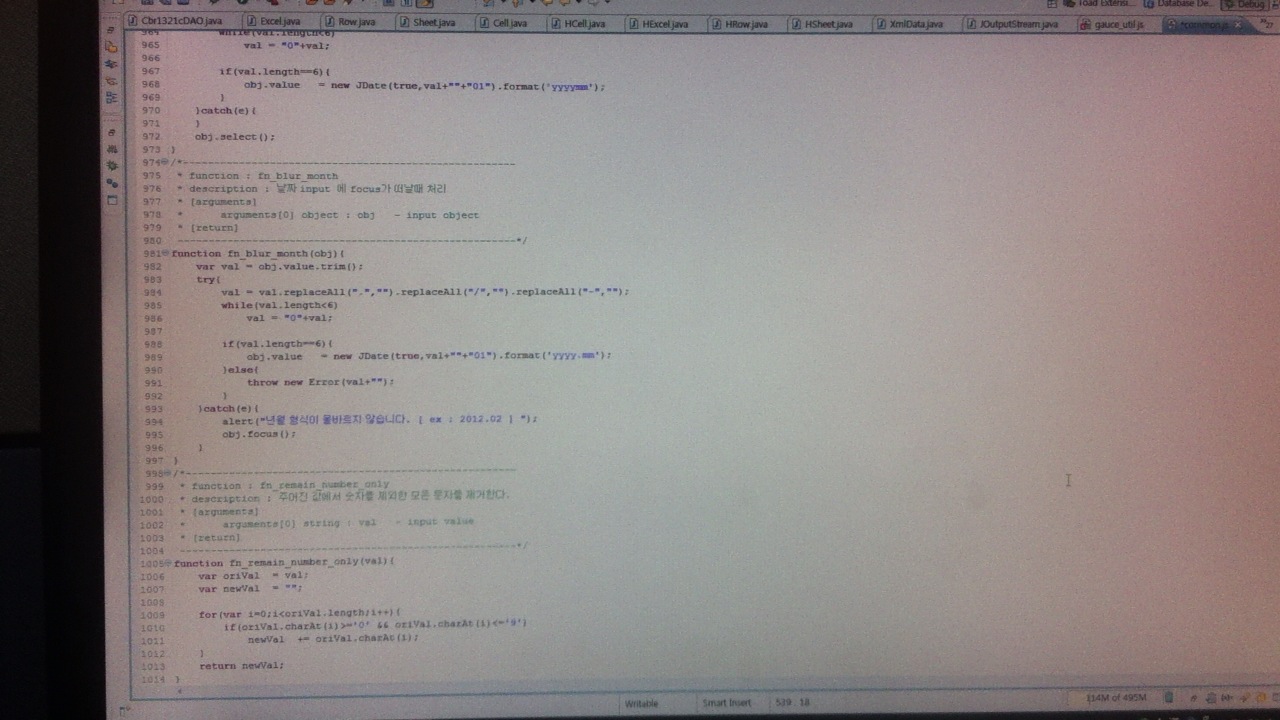 Toad Extensi... Database De... Debug
Cbr1321cDAO.java Excel.java Row.java Sheet.java Cell.java HCell.java HExcel.java HRow.java HSheet.java XmlData.java JOutputStream.java gauce_util.js
964 while(val.length<6)
965 val = "0"+val;
966
967 if(val.length==6){
968 obj.value = new JDate(true,val+""+"01").format('yyyymm');
969 }
970 }catch(e){
971 }
972 obj.select();
973 }
974 /*-------------------------------------------------------
975 * function : fn_blur_month
976 * description : 날짜 input 에 focus가 떠날때 처리
977 * [arguments]
978 * arguments[0] object : obj - input object
979 * [return]
980 -------------------------------------------------------*/
981 function fn_blur_month(obj){
982 var val = obj.value.trim();
983 try{
984 val = val.replaceAll(".","").replaceAll("/","").replaceAll("-","");
985 while(val.length<6)
986 val = "0"+val;
987
988 if(val.length==6){
989 obj.value = new JDate(true,val+""+"01").format('yyyy.mm');
990 }else{
991 throw new Error(val+"");
992 }
993 }catch(e){
994 alert("년월 형식이 올바르지 않습니다. [ ex : 2012.02 ] ");
995 obj.focus();
996 }
997 }
998 /*-------------------------------------------------------
999 * function : fn_remain_number_only
1000 * description : 주어진 값에서 숫자를 제외한 모든 문자를 제거한다.
1001 * [arguments]
1002 * arguments[0] string : val - input value
1003 * [return]
1004 -------------------------------------------------------*/
1005 function fn_remain_number_only(val){
1006 var oriVal = val;
1007 var newVal = "";
1008
1009 for(var i=0;i<oriVal.length;i++){
1010 if(oriVal.charAt(i)>='0' && oriVal.charAt(i)<='9')
1011 newVal += oriVal.charAt(i);
1012 }
1013 return newVal;
1014 }
Writable Smart Insert 539 : 18 114M of 495M